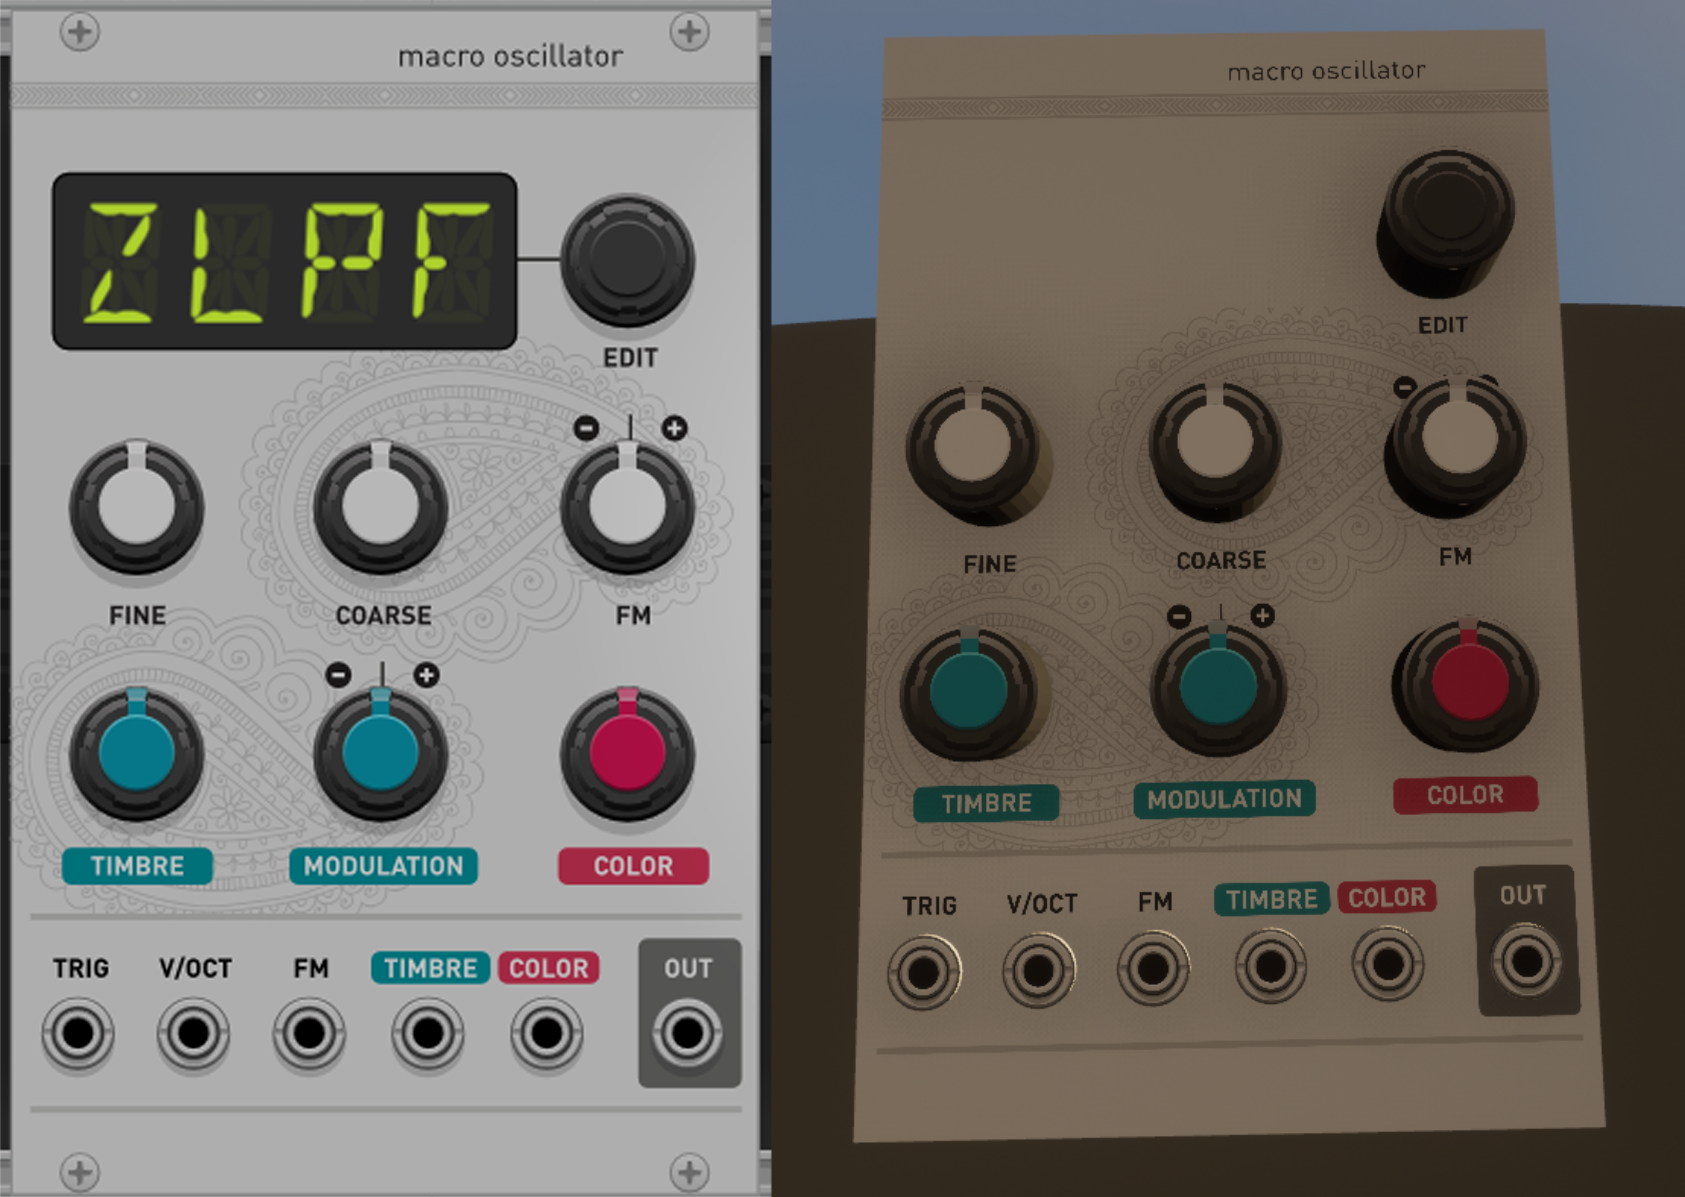 macro oscillator
ZLPF
EDIT
FINE COARSE FM
TIMBRE MODULATION COLOR
TRIG V/OCT FM TIMBRE COLOR OUT
macro oscillator
EDIT
FINE COARSE FM
TIMBRE MODULATION COLOR
TRIG V/OCT FM TIMBRE COLOR OUT